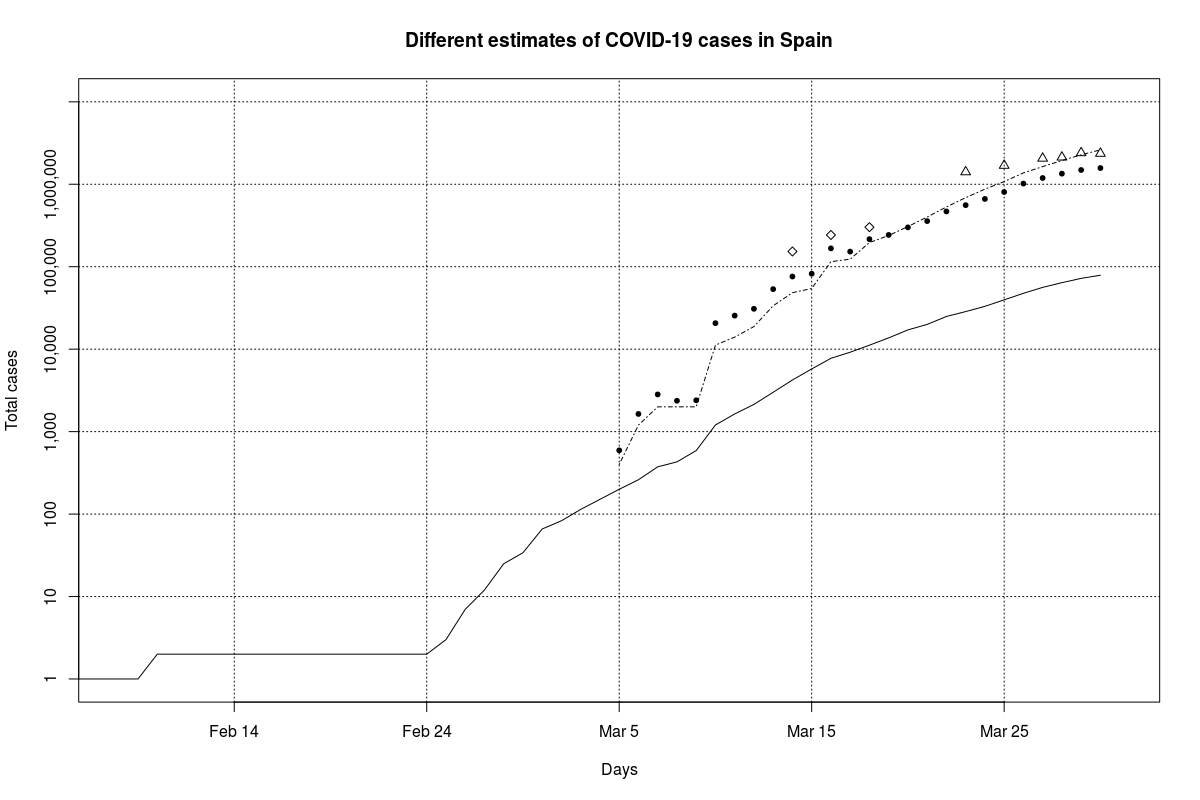 Different estimates of COVID-19 cases in Spain
Total cases
1,000,000
100,000
10,000
1,000
100
10
1
Feb 14
Feb 24
Mar 5
Mar 15
Mar 25
Days